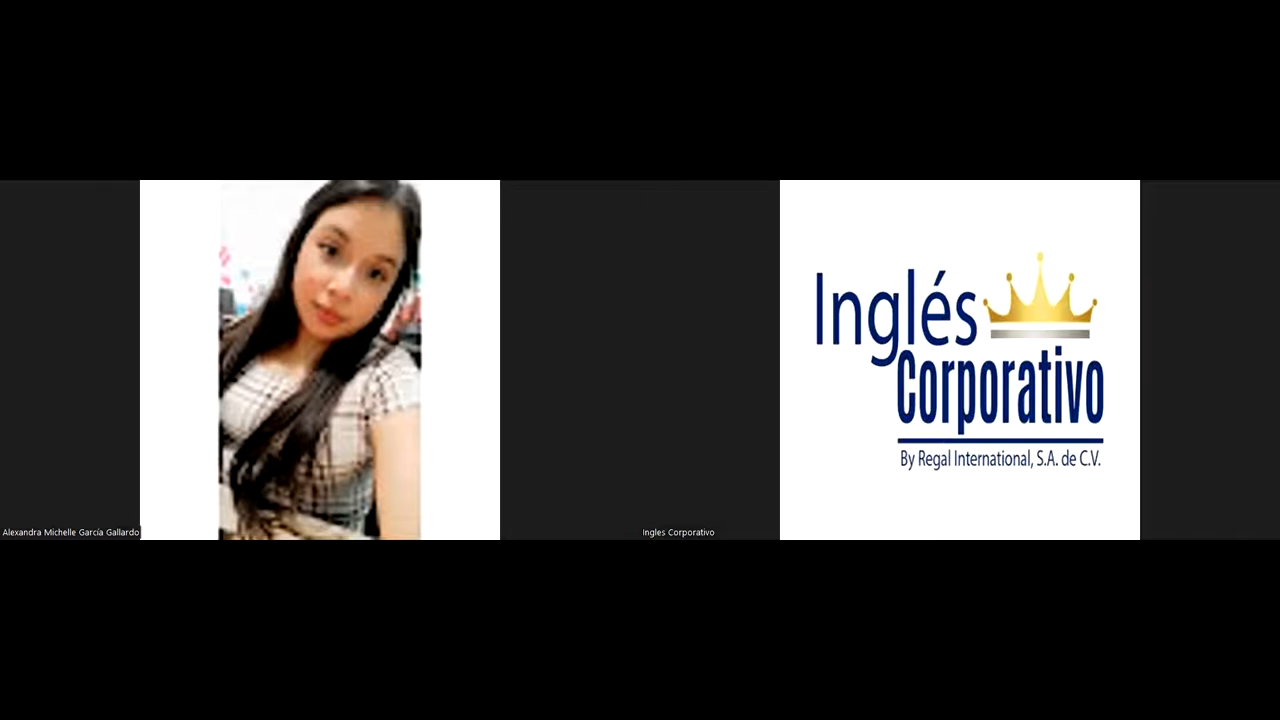 Inglés
Corporativo
By Regal International, S.A. de C.V.
Alexandra Michelle García Gallardo
Ingles Corporativo